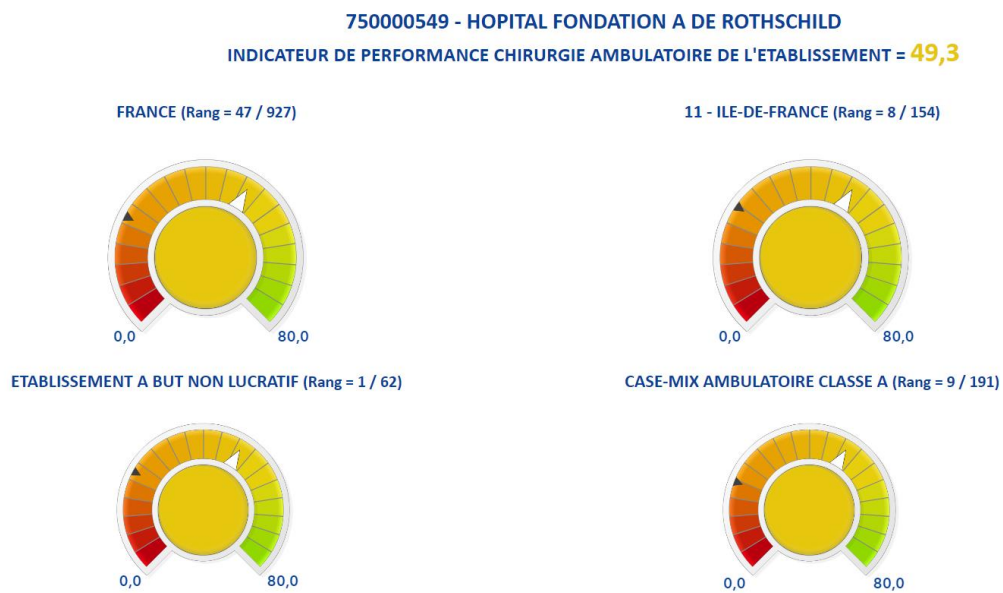 750000549 - HOPITAL FONDATION A DE ROTHSCHILD
INDICATEUR DE PERFORMANCE CHIRURGIE AMBULATOIRE DE L'ETABLISSEMENT = 49,3
FRANCE (Rang = 47 / 927)
11 - ILE-DE-FRANCE (Rang = 8 / 154)
0,0 80,0
0,0 80,0
ETABLISSEMENT A BUT NON LUCRATIF (Rang = 1 / 62)
CASE-MIX AMBULATOIRE CLASSE A (Rang = 9 / 191)
0,0 80,0
0,0 80,0